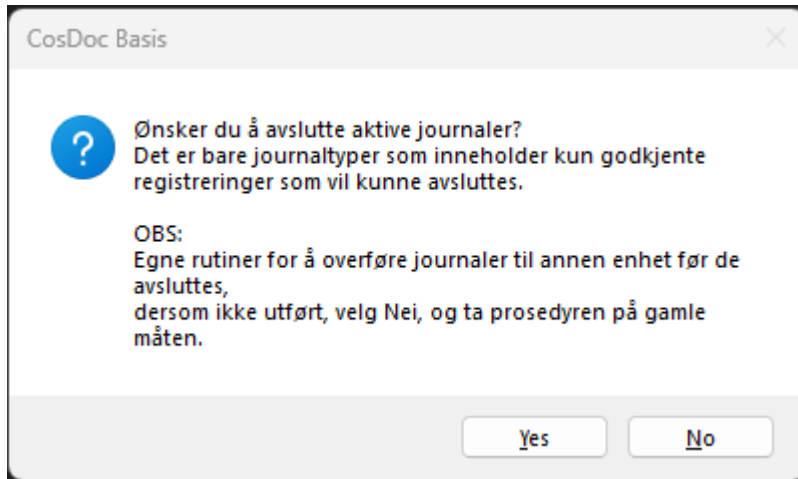 CosDoc Basis
Ønsker du å avslutte aktive journaler?
Det er bare journaltyper som inneholder kun godkjente
registreringer som vil kunne avsluttes.
OBS:
Egne rutiner for å overføre journaler til annen enhet før de
avsluttes,
dersom ikke utført, velg Nei, og ta prosedyren på gamle
måten.
Yes
No